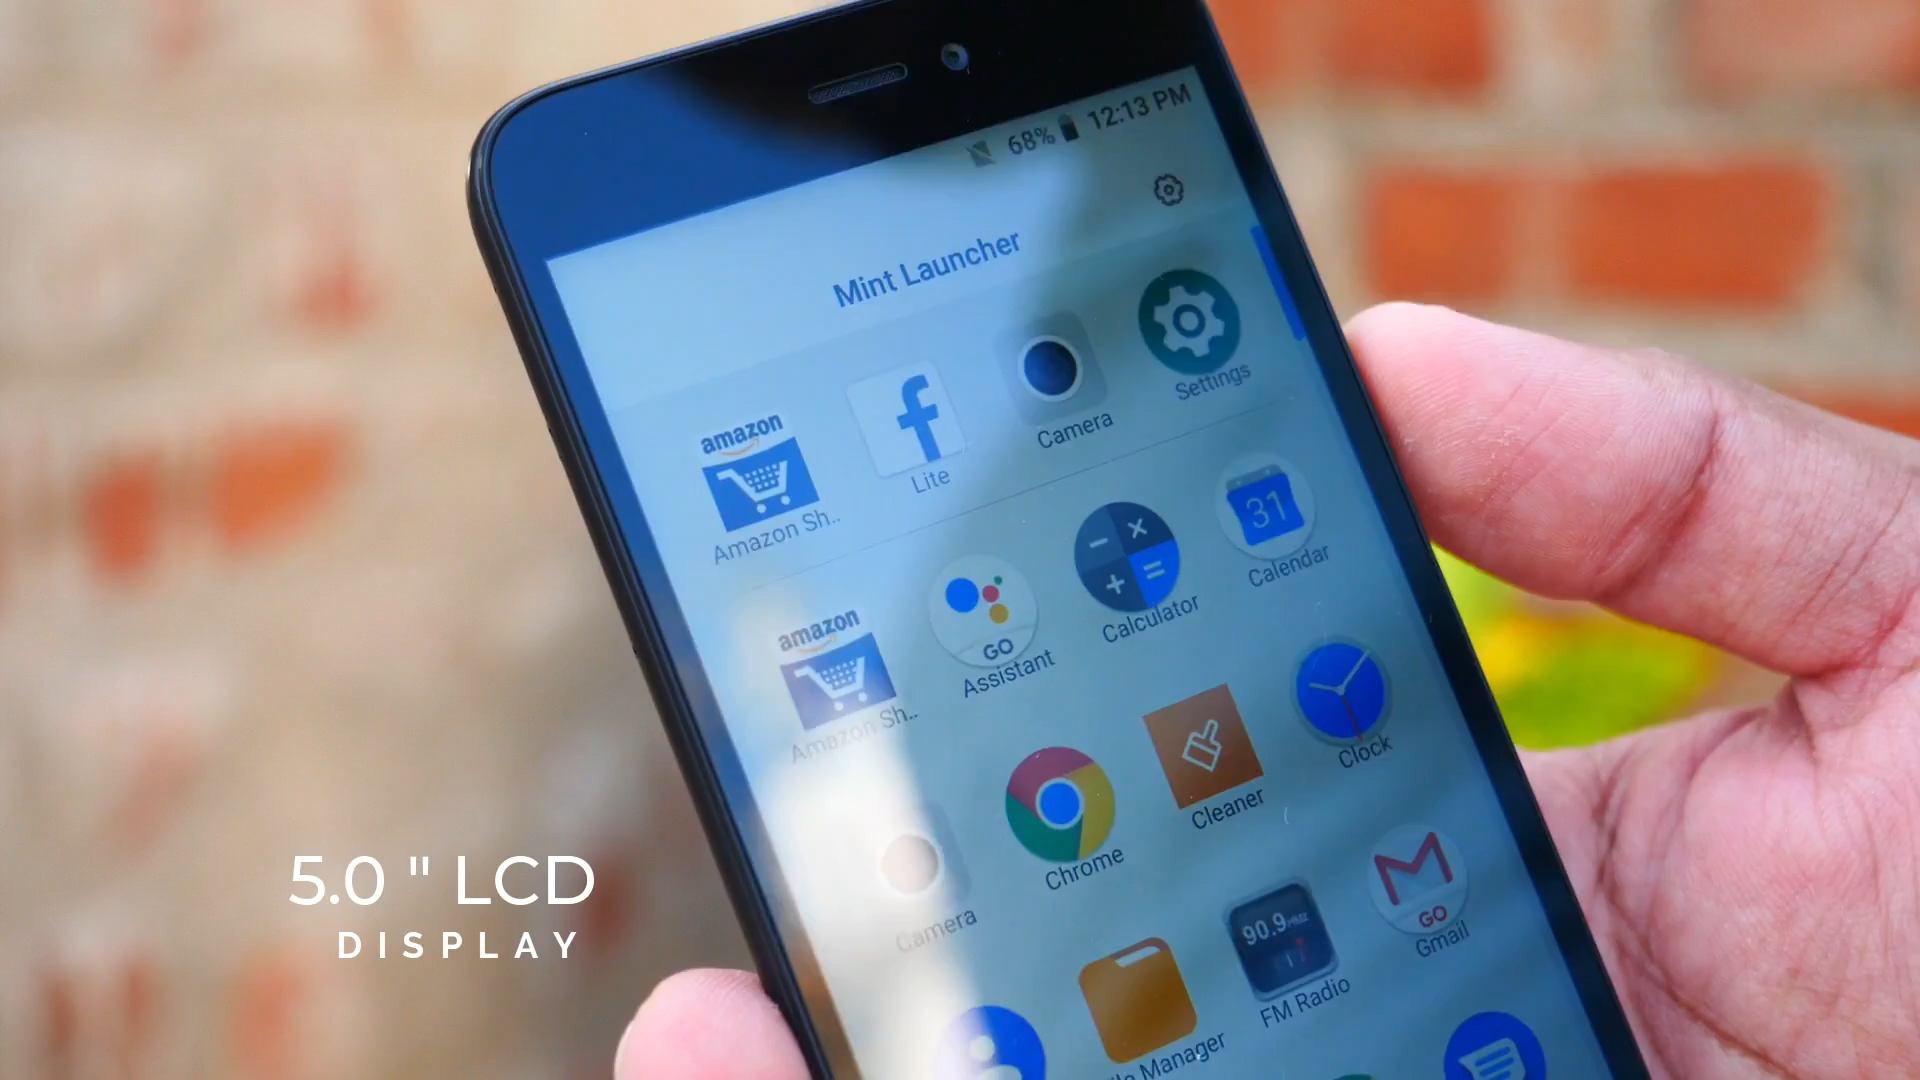 68% 12:13 PM
Mint Launcher
amazon
Amazon Sh..
Lite
Camera
Settings
amazon
Amazon Sh..
GO
Assistant
Calculator
31
Calendar
Camera
Chrome
Cleaner
Clock
Manager
90.9
FM Radio
GO
Gmail
5.0 " LCD
DISPLAY